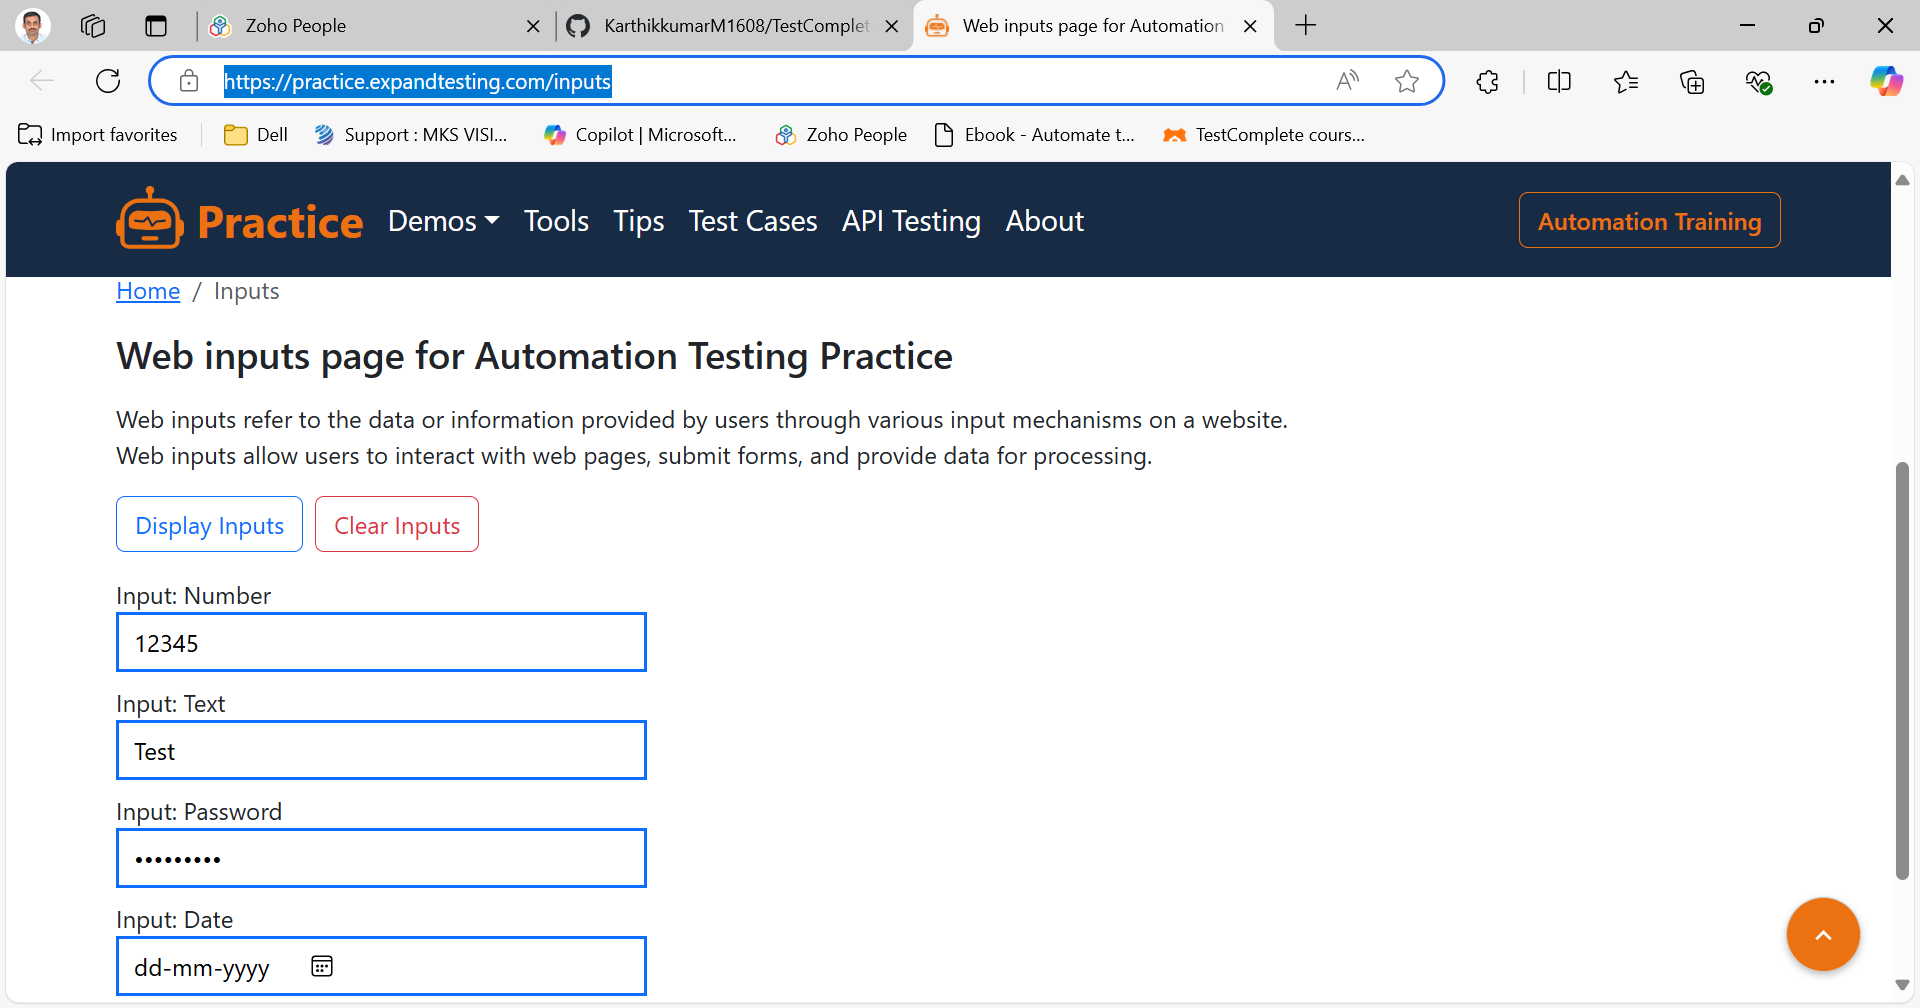 Zoho People
KarthikkumarM1608/TestComplet
Web inputs page for Automation
https://practice.expandtesting.com/inputs
Import favorites
Dell
Support : MKS VISI...
Copilot | Microsoft...
Zoho People
Ebook - Automate t...
TestComplete cours...
Practice
Demos
Tools
Tips
Test Cases
API Testing
About
Automation Training
Home / Inputs
Web inputs page for Automation Testing Practice
Web inputs refer to the data or information provided by users through various input mechanisms on a website.
Web inputs allow users to interact with web pages, submit forms, and provide data for processing.
Display Inputs
Clear Inputs
Input: Number
12345
Input: Text
Test
Input: Password
•••••••••
Input: Date
dd-mm-yyyy